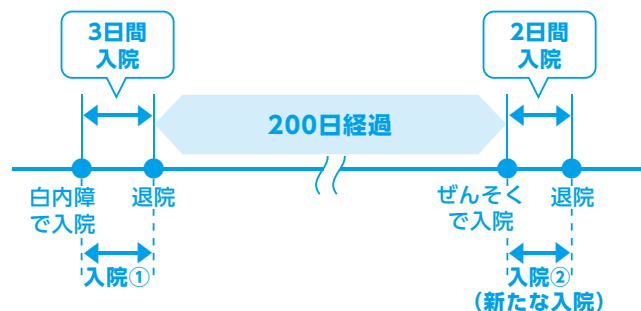 3日間
入院
2日間
入院
200日経過
白内障
で入院
退院
ぜんそく
で入院
退院
入院①
入院②
（新たな入院）